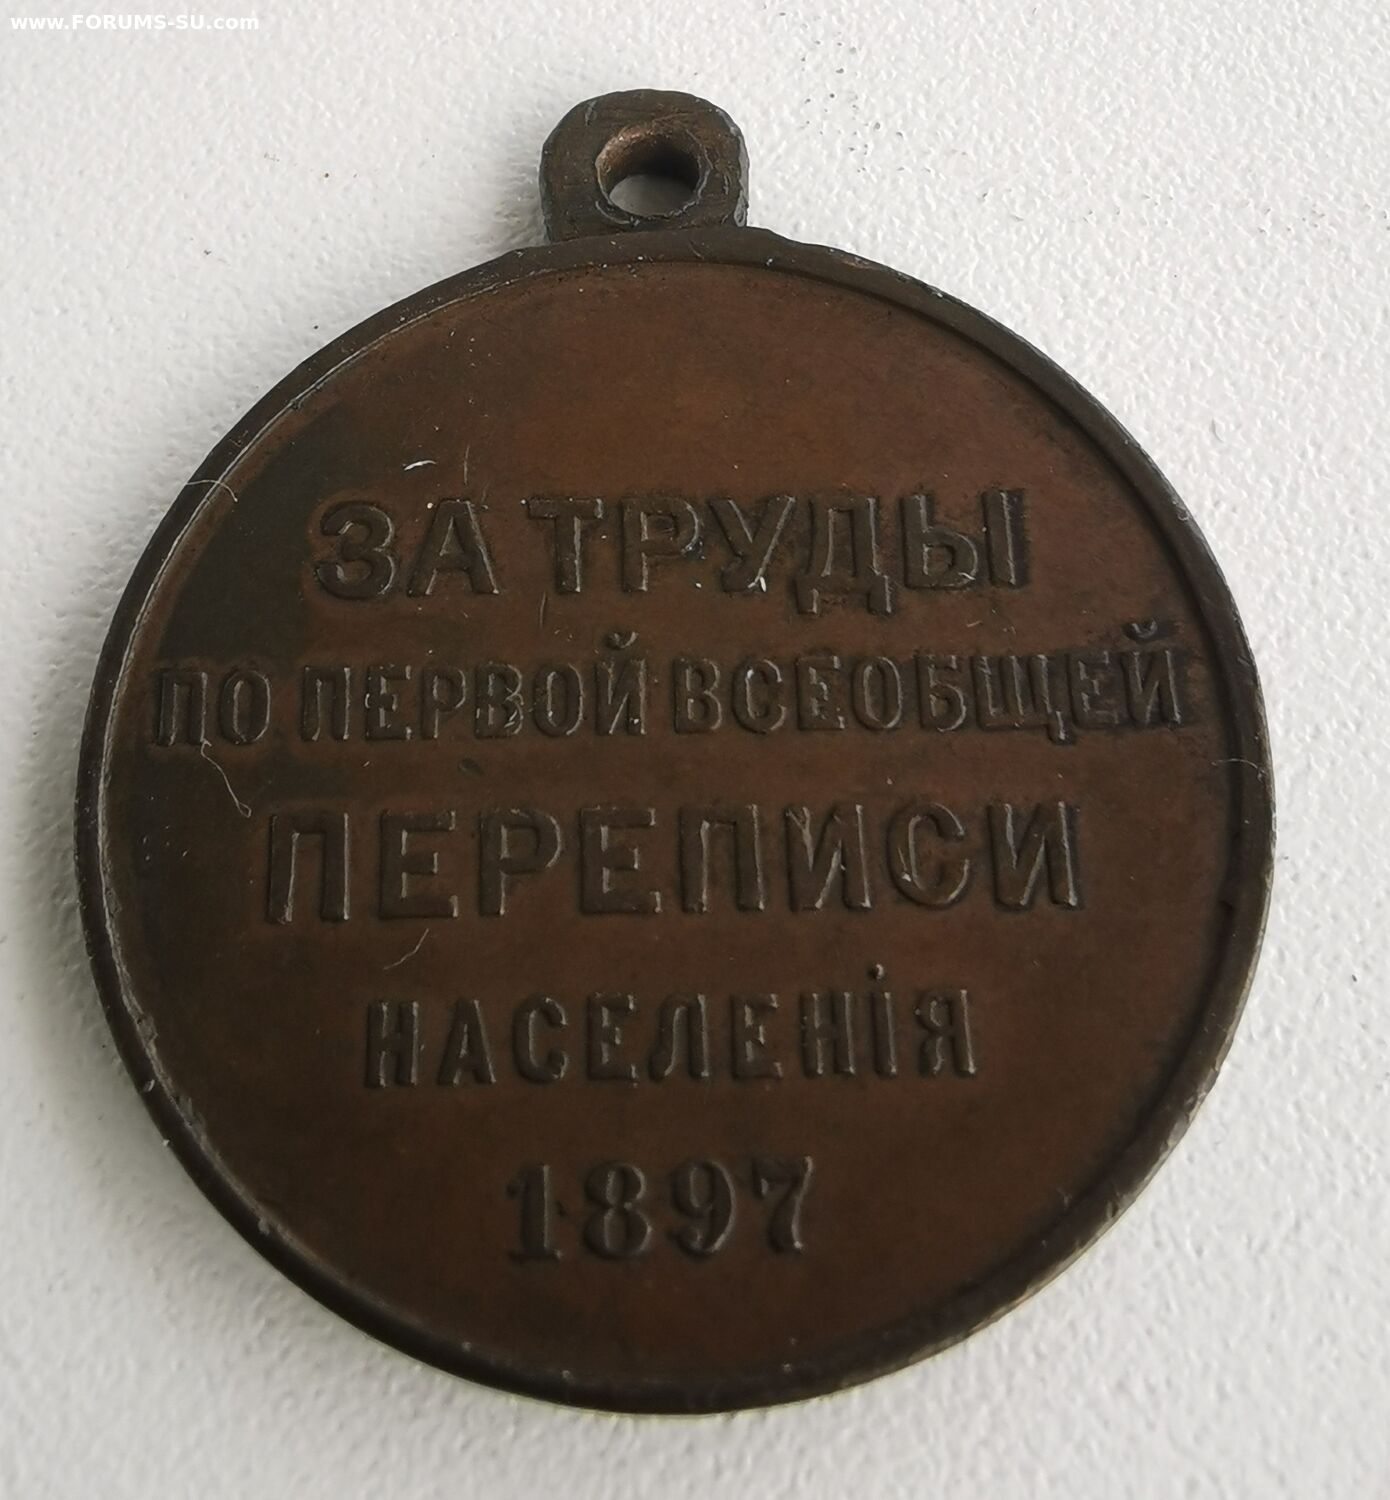 www.FORUMS-SU.com
ЗА ТРУДЫ
ПО ПЕРВОЙ ВСЕОБЩЕЙ
ПЕРЕПИСИ
НАСЕЛЕНІЯ
1897